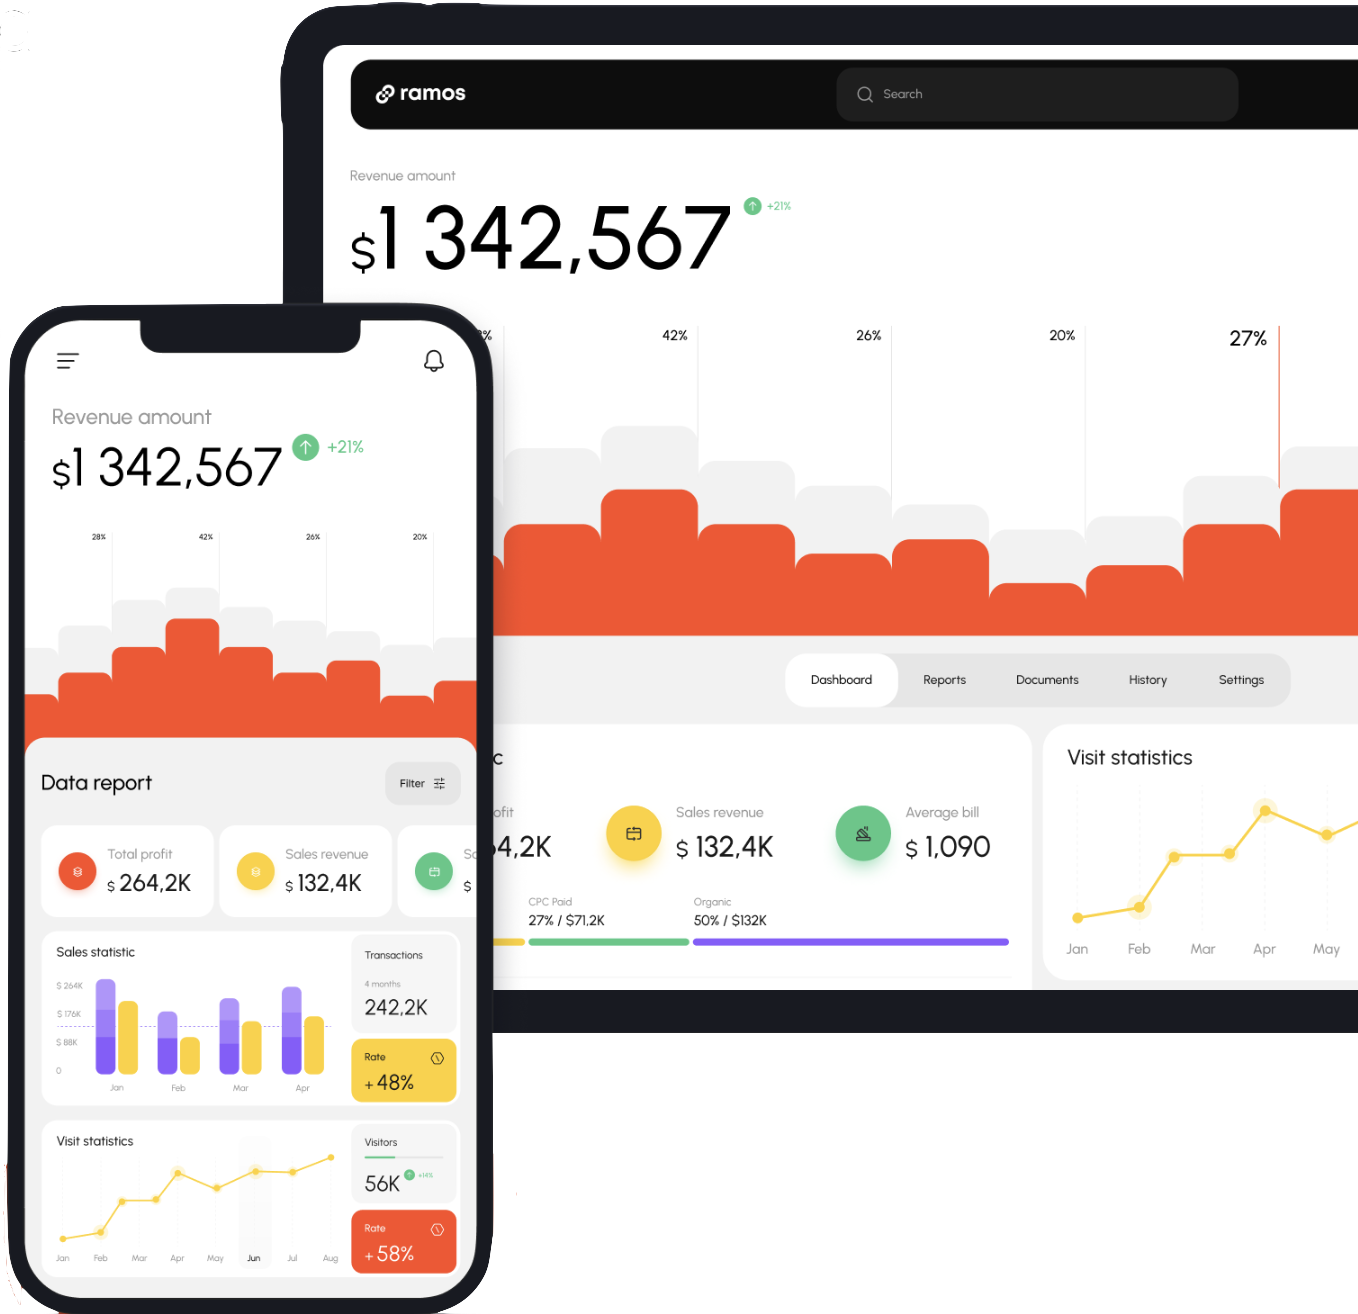 ramos
Search
Revenue amount
$1 342,567
+21%
8%
42%
26%
20%
27%
Dashboard
Reports
Documents
History
Settings
c
ofit
64,2K
Sales revenue
$ 132,4K
Average bill
$ 1,090
CPC Paid
27% / $71,2K
Organic
50% / $132K
Visit statistics
Jan
Feb
Mar
Apr
May
Revenue amount
$1 342,567
+21%
28%
42%
26%
20%
Data report
Filter
Total profit
$ 264,2K
Sales revenue
$ 132,4K
Sa
$
Sales statistic
$ 264K
$ 176K
$ 88K
0
Jan
Feb
Mar
Apr
Transactions
4 months
242,2K
Rate
+ 48%
Visit statistics
Jan
Feb
Mar
Apr
May
Jun
Jul
Aug
Visitors
56K
+14%
Rate
+ 58%